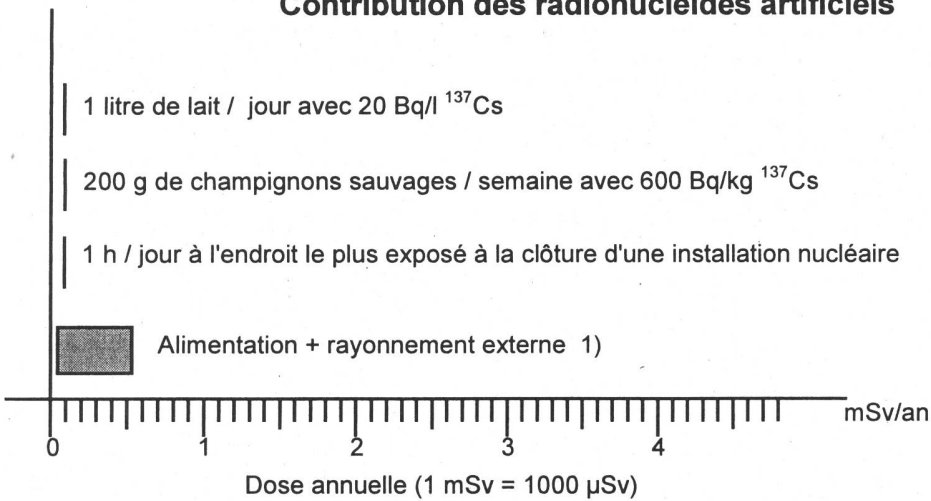 Contribution des radionucléides artificiels
1 litre de lait / jour avec 20 Bq/l ¹³⁷Cs
200 g de champignons sauvages / semaine avec 600 Bq/kg ¹³⁷Cs
1 h / jour à l'endroit le plus exposé à la clôture d'une installation nucléaire
Alimentation + rayonnement externe 1)
mSv/an
0 1 2 3 4
Dose annuelle (1 mSv = 1000 µSv)